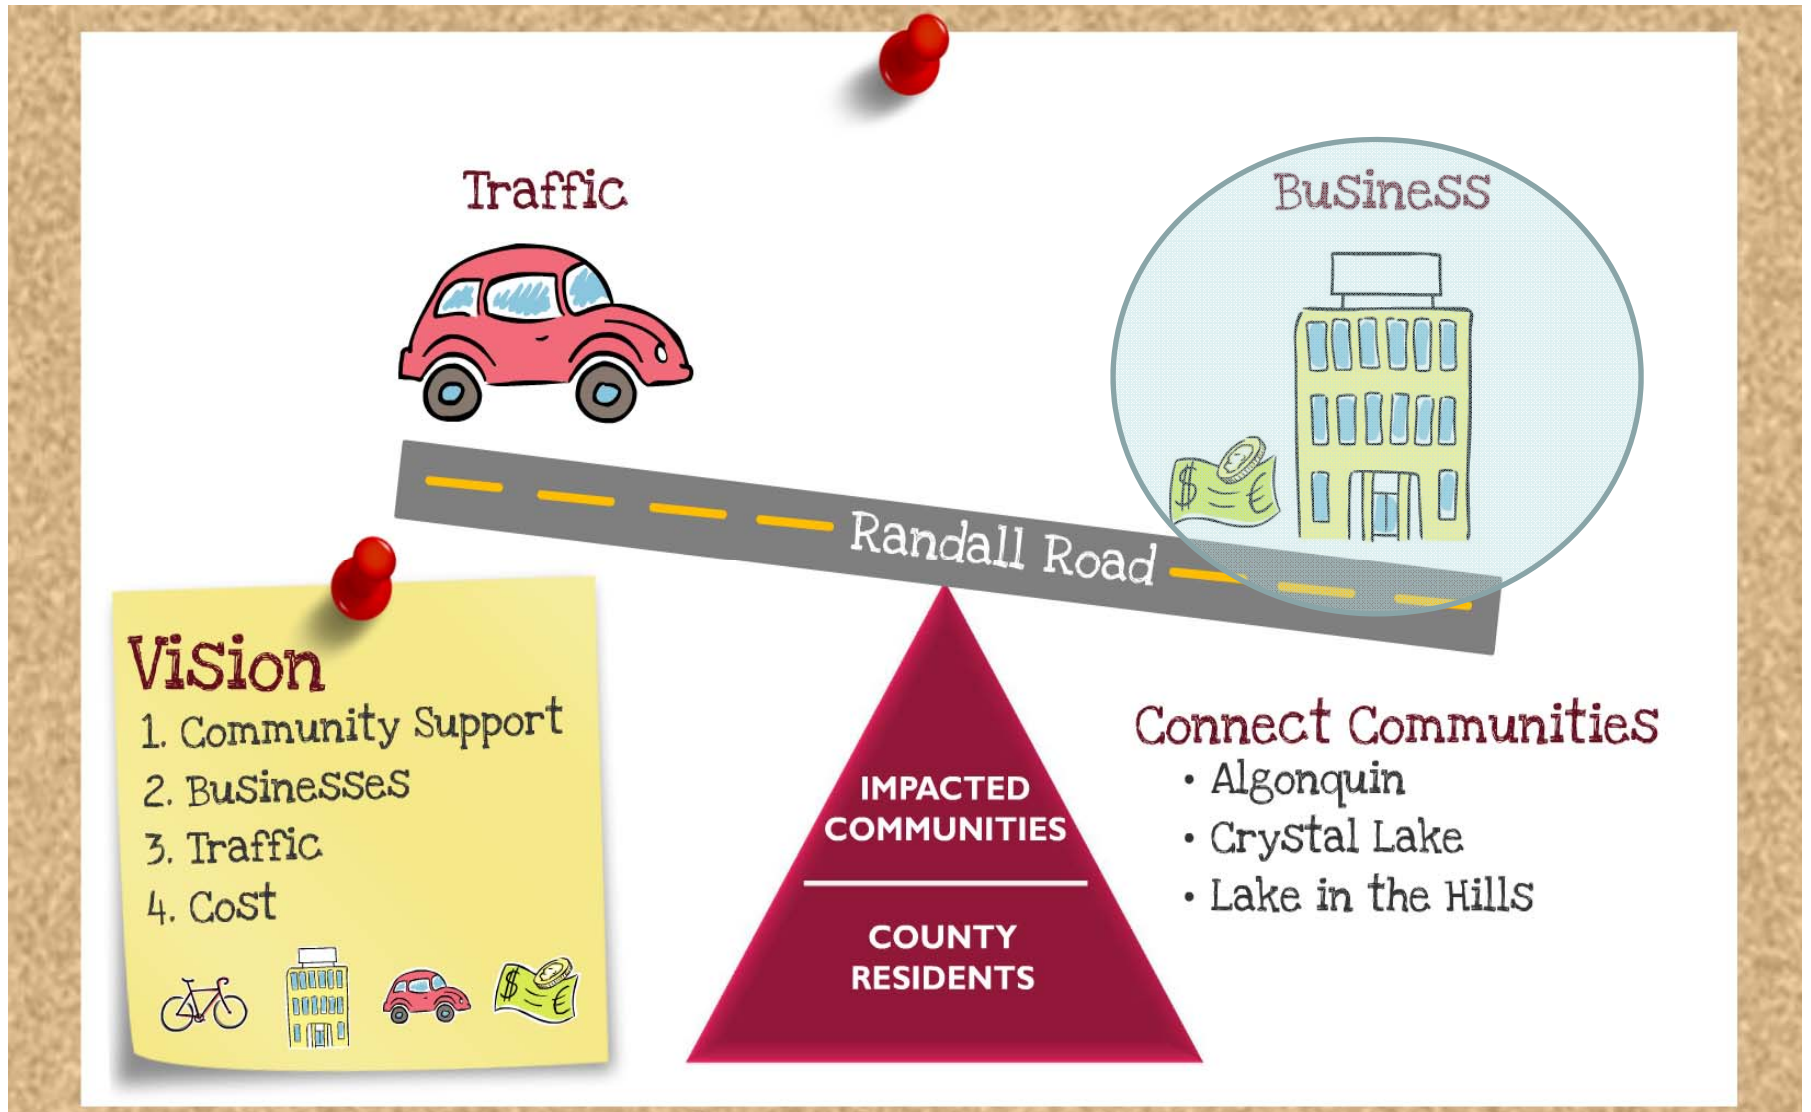 Traffic
Business
Randall Road
Vision
1. Community Support
2. Businesses
3. Traffic
4. Cost
$ €
IMPACTED
COMMUNITIES
COUNTY
RESIDENTS
Connect Communities
• Algonquin
• Crystal Lake
• Lake in the Hills
$ €